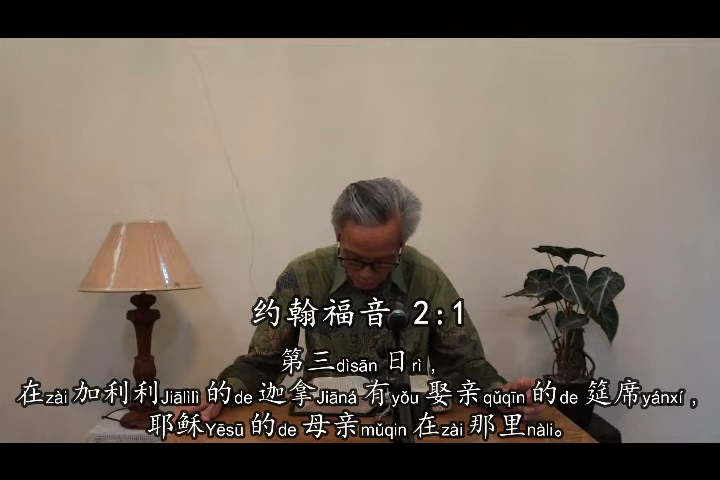 约翰福音 2:1
第三dìsān 日rì,
在zài 加利利Jiālìlì 的de 迦拿Jiāná 有yǒu 娶亲qǔqīn 的de 筵席yánxí,
耶稣Yēsū 的de 母亲mǔqin 在zài 那里nàli。